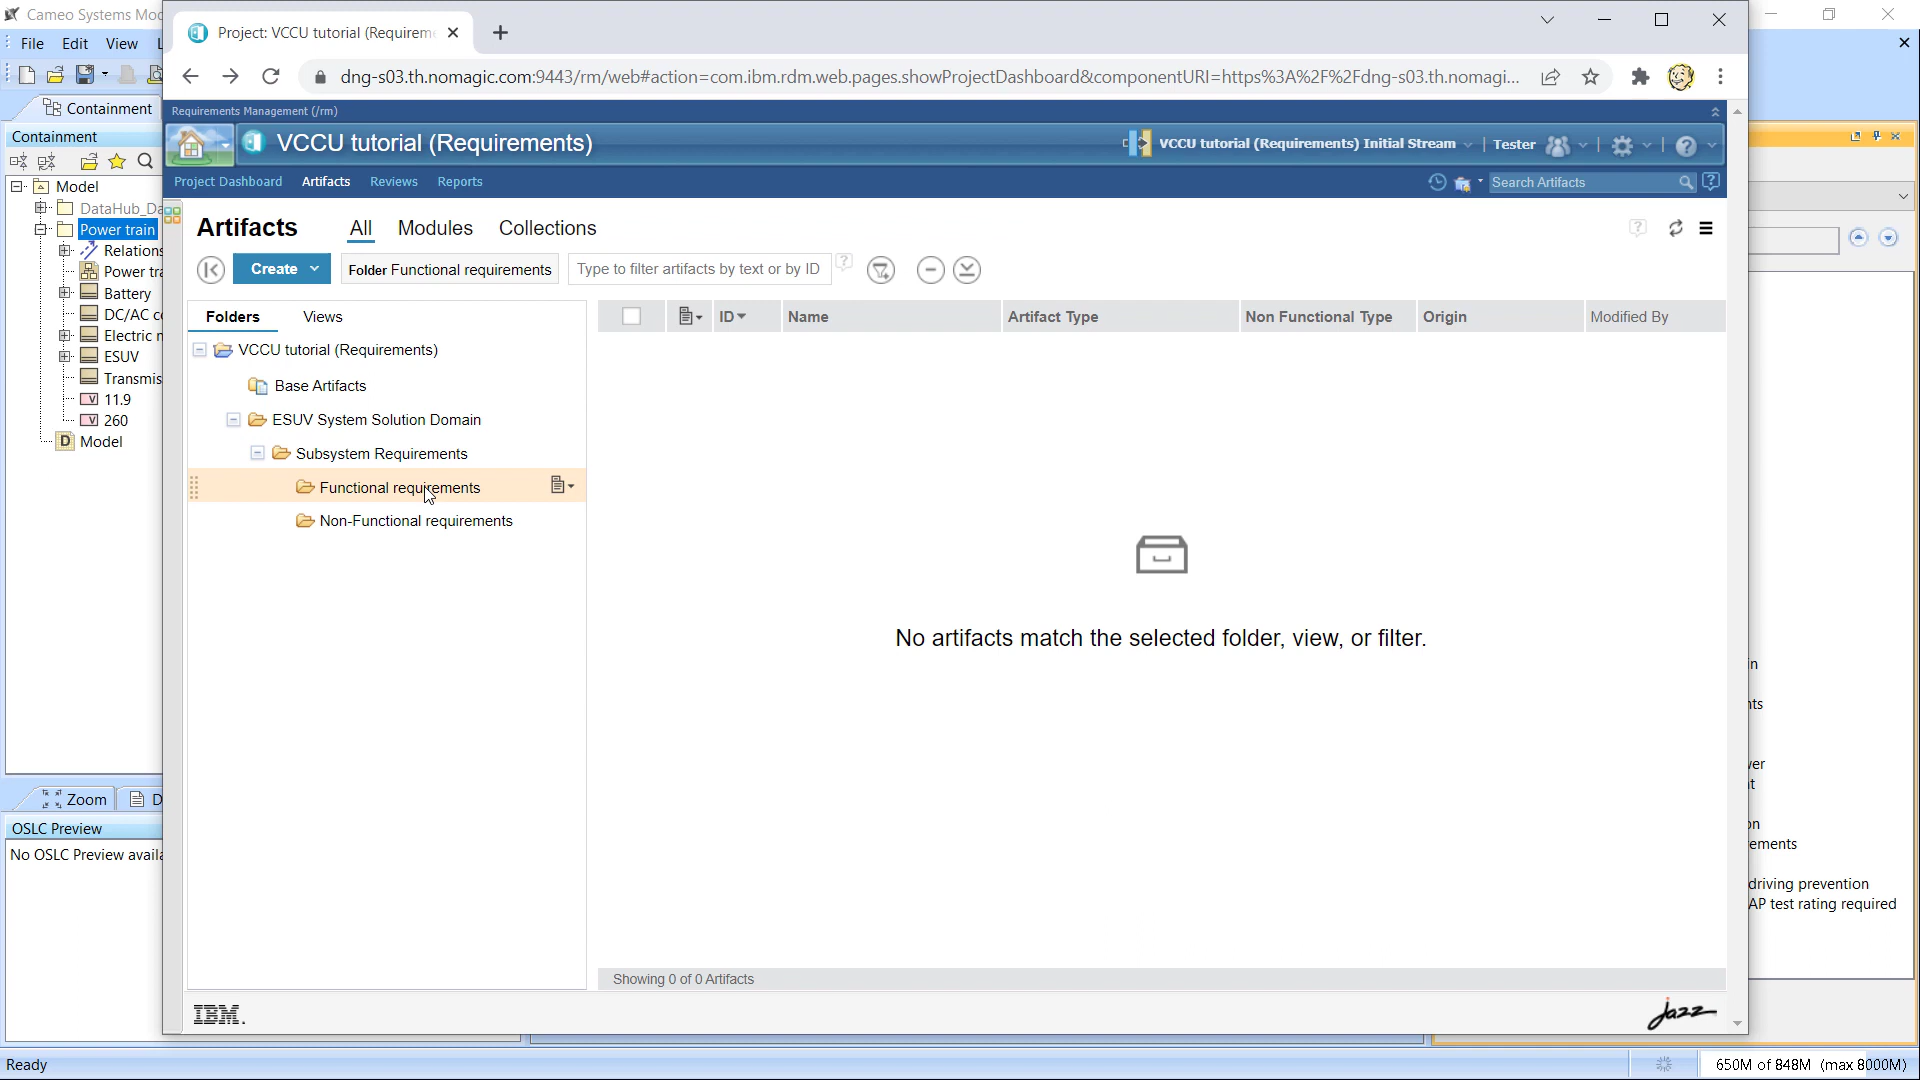 Cameo Systems Mod
Project: VCCU tutorial (Requirem
File Edit View L
dng-s03.th.nomagic.com:9443/rm/web#action=com.ibm.rdm.web.pages.showProjectDashboard&componentURI=https%3A%2F%2Fdng-s03.th.nomagi...
Containment
Requirements Management (/rm)
Containment
VCCU tutorial (Requirements)
VCCU tutorial (Requirements) Initial Stream
Tester
Project Dashboard Artifacts Reviews Reports
Search Artifacts
Model
DataHub_Da
Power train
Relations
Power tra
Battery
DC/AC co
Electric m
ESUV
Transmis
11.9
260
Model
Artifacts All Modules Collections
Create Folder Functional requirements Type to filter artifacts by text or by ID
Folders Views
ID Name Artifact Type Non Functional Type Origin Modified By
VCCU tutorial (Requirements)
Base Artifacts
ESUV System Solution Domain
Subsystem Requirements
Functional requirements
Non-Functional requirements
No artifacts match the selected folder, view, or filter.
in
nts
ver
t
on
ements
driving prevention
AP test rating required
Zoom D
OSLC Preview
No OSLC Preview availa
Showing 0 of 0 Artifacts
IBM.
jazz
Ready
650M of 848M (max 8000M)